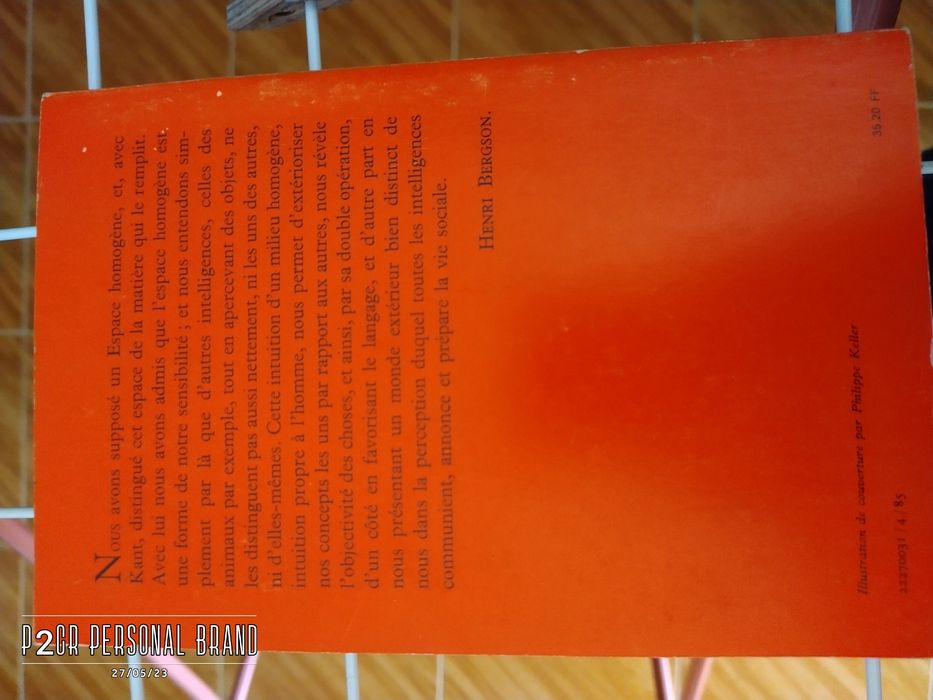 Nous avons supposé un Espace homogène, et, avec
Kant, distingué cet espace de la matière qui le remplit.
Avec lui nous avons admis que l'espace homogène est
une forme de notre sensibilité ; et nous entendons sim-
plement par là que d'autres intelligences, celles des
animaux par exemple, tout en apercevant des objets, ne
les distinguent pas aussi nettement, ni les uns des autres,
ni d'elles-mêmes. Cette intuition d'un milieu homogène,
intuition propre à l'homme, nous permet d'extérioriser
nos concepts les uns par rapport aux autres, nous révèle
l'objectivité des choses, et ainsi, par sa double opération,
d'un côté en favorisant le langage, et d'autre part en
nous présentant un monde extérieur bien distinct de
nous dans la perception duquel toutes les intelligences
communient, annonce et prépare la vie sociale.
HENRI BERGSON.
Illustration de couverture par Philippe Keller
22270031 / 4 / 85
35,20 FF
P2GR PERSONAL BRAND
27/05/23